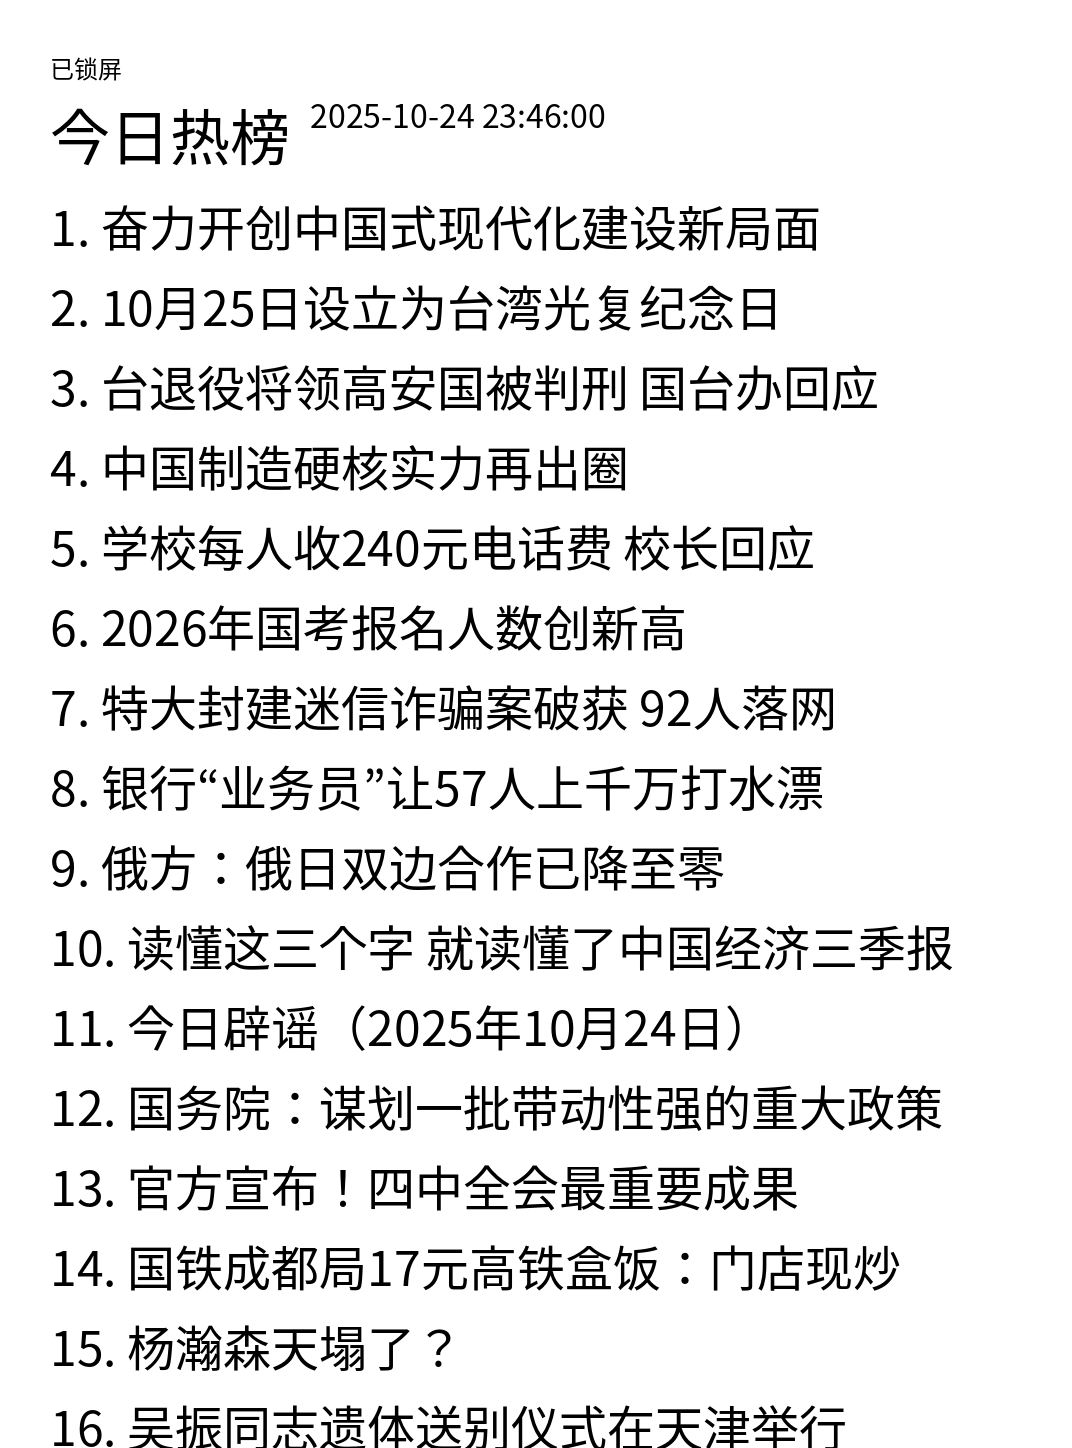 已锁屏
今日热榜 2025-10-24 23:46:00
1. 奋力开创中国式现代化建设新局面
2. 10月25日设立为台湾光复纪念日
3. 台退役将领高安国被判刑 国台办回应
4. 中国制造硬核实力再出圈
5. 学校每人收240元电话费 校长回应
6. 2026年国考报名人数创新高
7. 特大封建迷信诈骗案破获 92人落网
8. 银行“业务员”让57人上千万打水漂
9. 俄方：俄日双边合作已降至零
10. 读懂这三个字 就读懂了中国经济三季报
11. 今日辟谣（2025年10月24日）
12. 国务院：谋划一批带动性强的重大政策
13. 官方宣布！四中全会最重要成果
14. 国铁成都局17元高铁盒饭：门店现炒
15. 杨瀚森天塌了？
16. 吴振同志遗体送别仪式在天津举行